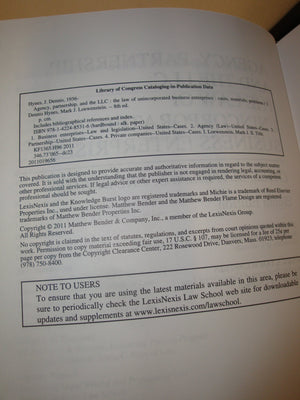 Library of Congress Cataloging-in-Publication Data
Hynes, J. Dennis, 1936-
Agency, partnership, and the LLC : the law of unincorporated business enterprises : cases, materials, problems / J.
Dennis Hynes, Mark J. Loewenstein. -- 8th ed.
p. cm.
Includes bibliographical references and index.
ISBN 978-1-4224-8531-6 (hardbound : alk. paper)
1. Business enterprises--Law and legislation--United States--Cases. 2. Agency (Law)--United States--Cases. 3.
Partnership--United States--Cases. 4. Private companies--United States--Cases. I. Loewenstein, Mark J. II. Title.
KF1365.H96 2011
346.73'065--dc23
2011019656
This publication is designed to provide accurate and authoritative information in regard to the subject matter
covered. It is sold with the understanding that the publisher is not engaged in rendering legal, accounting, or
other professional services. If legal advice or other expert assistance is required, the services of a competent
professional should be sought.
LexisNexis and the Knowledge Burst logo are registered trademarks and Michie is a trademark of Reed Elsevier
Properties Inc., used under license. Matthew Bender and the Matthew Bender Flame Design are registered
trademarks of Matthew Bender Properties Inc.
Copyright © 2011 Matthew Bender & Company, Inc., a member of the LexisNexis Group.
All Rights Reserved.
No copyright is claimed in the text of statutes, regulations, and excerpts from court opinions quoted within this
work. Permission to copy material exceeding fair use, 17 U.S.C. § 107, may be licensed for a fee of 25¢ per
page per copy from the Copyright Clearance Center, 222 Rosewood Drive, Danvers, Mass. 01923, telephone
(978) 750-8400.
NOTE TO USERS
To ensure that you are using the latest materials available in this area, please be
sure to periodically check the LexisNexis Law School web site for downloadable
updates and supplements at www.lexisnexis.com/lawschool.